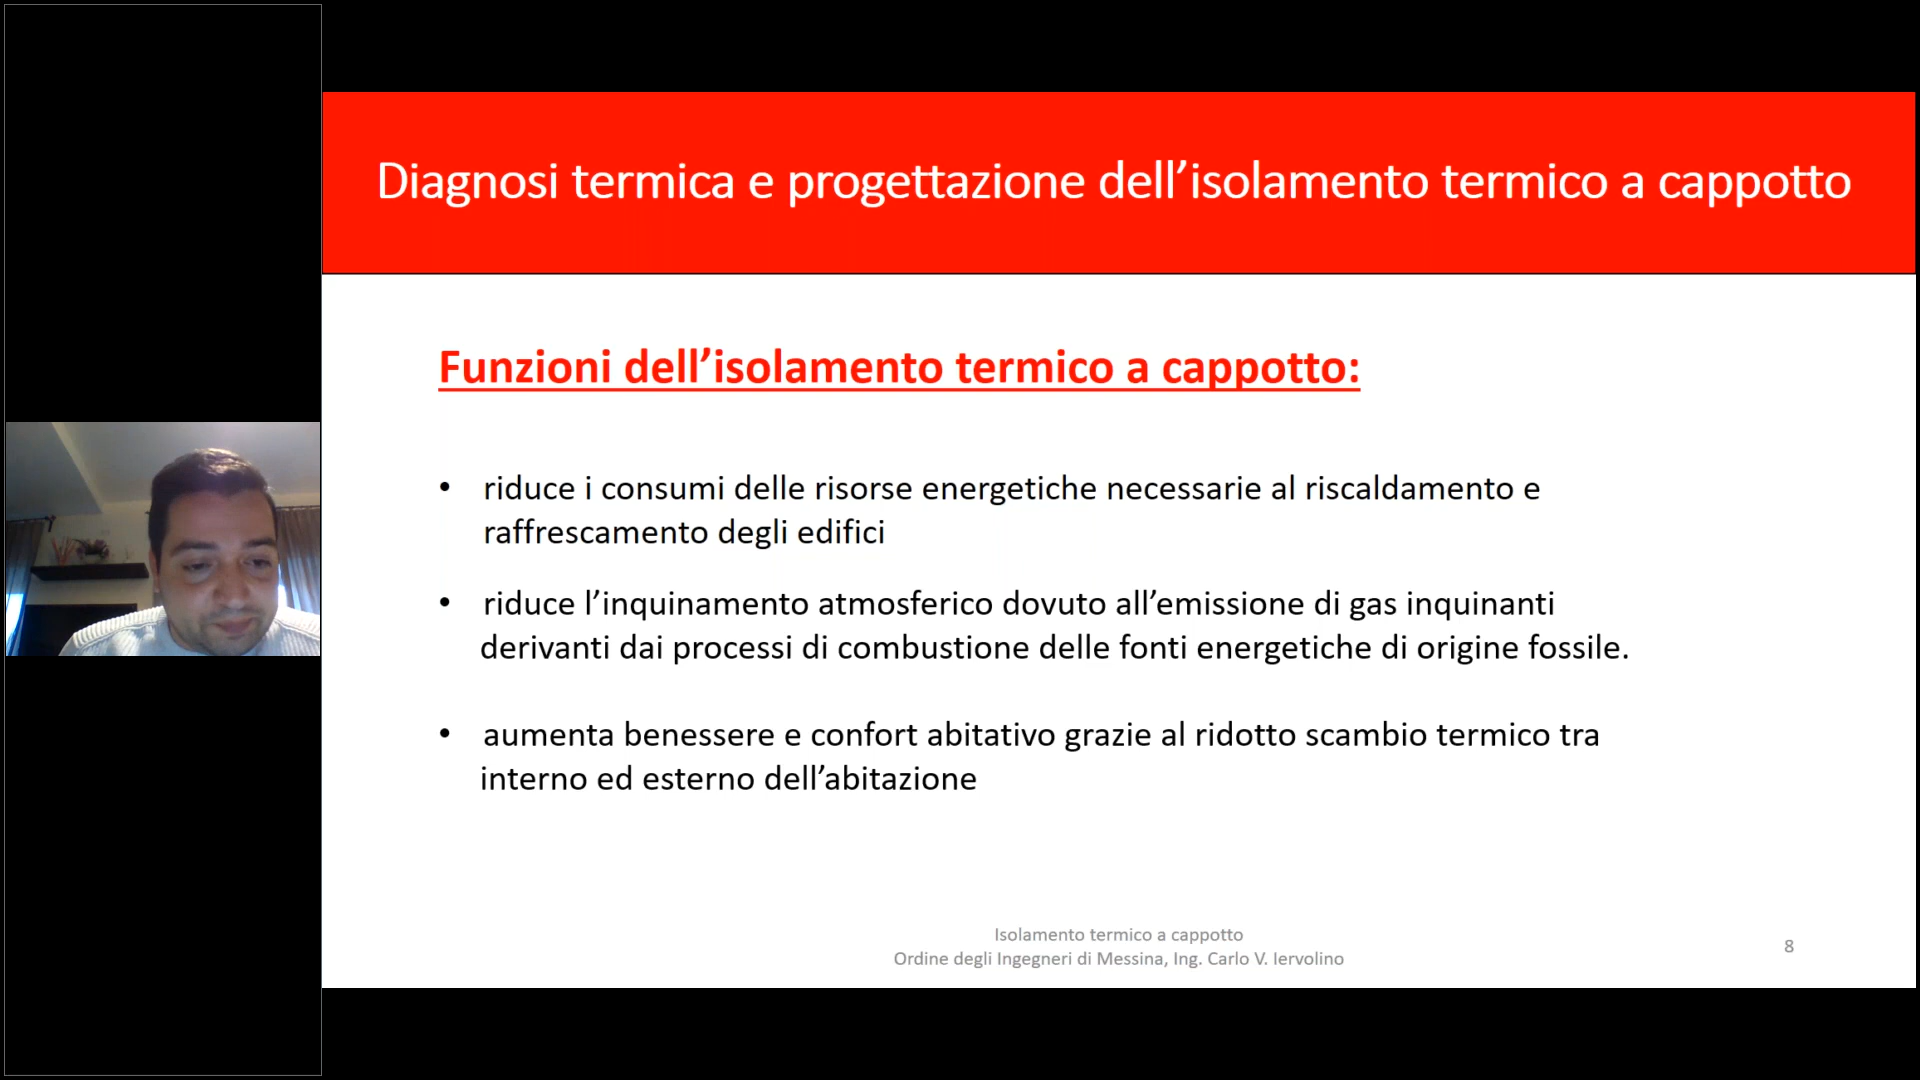 Diagnosi termica e progettazione dell’isolamento termico a cappotto
Funzioni dell’isolamento termico a cappotto:
• riduce i consumi delle risorse energetiche necessarie al riscaldamento e
raffrescamento degli edifici
• riduce l’inquinamento atmosferico dovuto all’emissione di gas inquinanti
derivanti dai processi di combustione delle fonti energetiche di origine fossile.
• aumenta benessere e confort abitativo grazie al ridotto scambio termico tra
interno ed esterno dell’abitazione
Isolamento termico a cappotto
Ordine degli Ingegneri di Messina, Ing. Carlo V. Iervolino
8